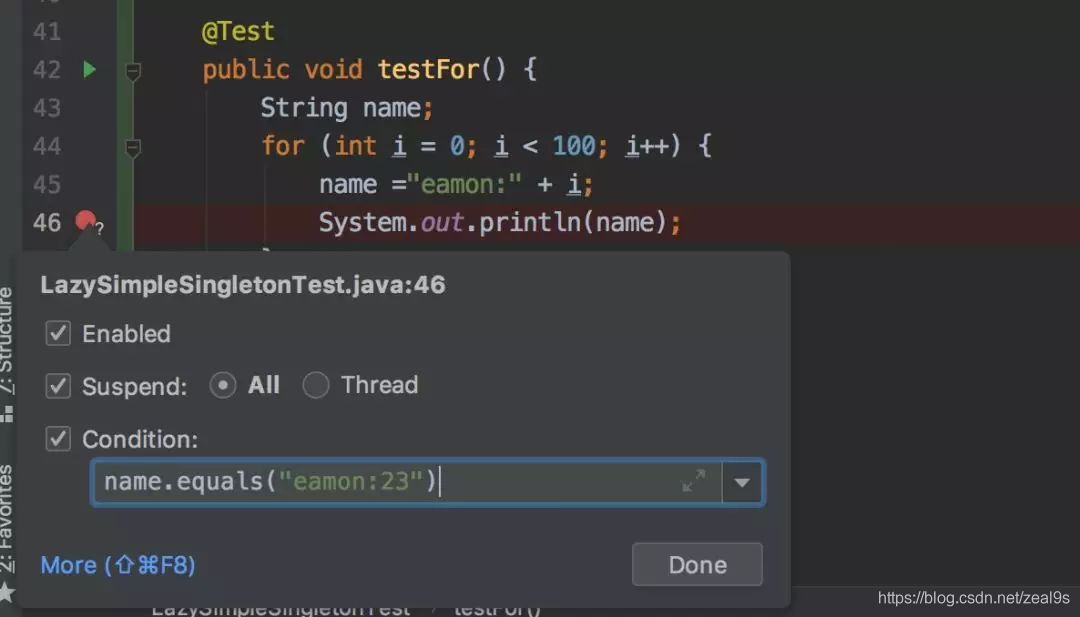 41 @Test
42 public void testFor() {
43 String name;
44 for (int i = 0; i < 100; i++) {
45 name ="eamon:" + i;
46 System.out.println(name);
?
LazySimpleSingletonTest.java:46
Enabled
Suspend: All Thread
Condition:
name.equals("eamon:23")
More (⇧⌘F8)
Done
7: Structure
2: Favorites
LazySimpleSingletonTest › testFor()
https://blog.csdn.net/zeal9s